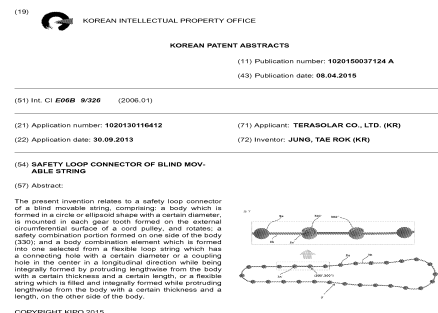 (19)
KOREAN INTELLECTUAL PROPERTY OFFICE
KOREAN PATENT ABSTRACTS
(11) Publication number: 1020150037124 A
(43) Publication date: 08.04.2015
(51) Int. Cl E06B 9/326 (2006.01)
(21) Application number: 1020130116412
(71) Applicant: TERASOLAR CO., LTD. (KR)
(22) Application date: 30.09.2013
(72) Inventor: JUNG, TAE ROK (KR)
(54) SAFETY LOOP CONNECTOR OF BLIND MOV-
ABLE STRING
(57) Abstract:
The present invention relates to a safety loop connector
of a blind movable string, comprising: a body which is
formed in a circle or ellipsoid shape with a certain diameter,
is mounted in each gear tooth formed on the external
circumferential surface of a cord pulley, and rotates; a
safety combination portion formed on one side of the body
(330); and a body combination element which is formed
into one selected from a flexible loop string which has
a connecting hole with a certain diameter or a coupling
hole in the center in a longitudinal direction while being
integrally formed by protruding lengthwise from the body
with a certain thickness and a certain length, or a flexible
string which is filled and integrally formed while protruding
lengthwise from the body with a certain thickness and a
length, on the other side of the body.
COPYRIGHT KIPO 2015